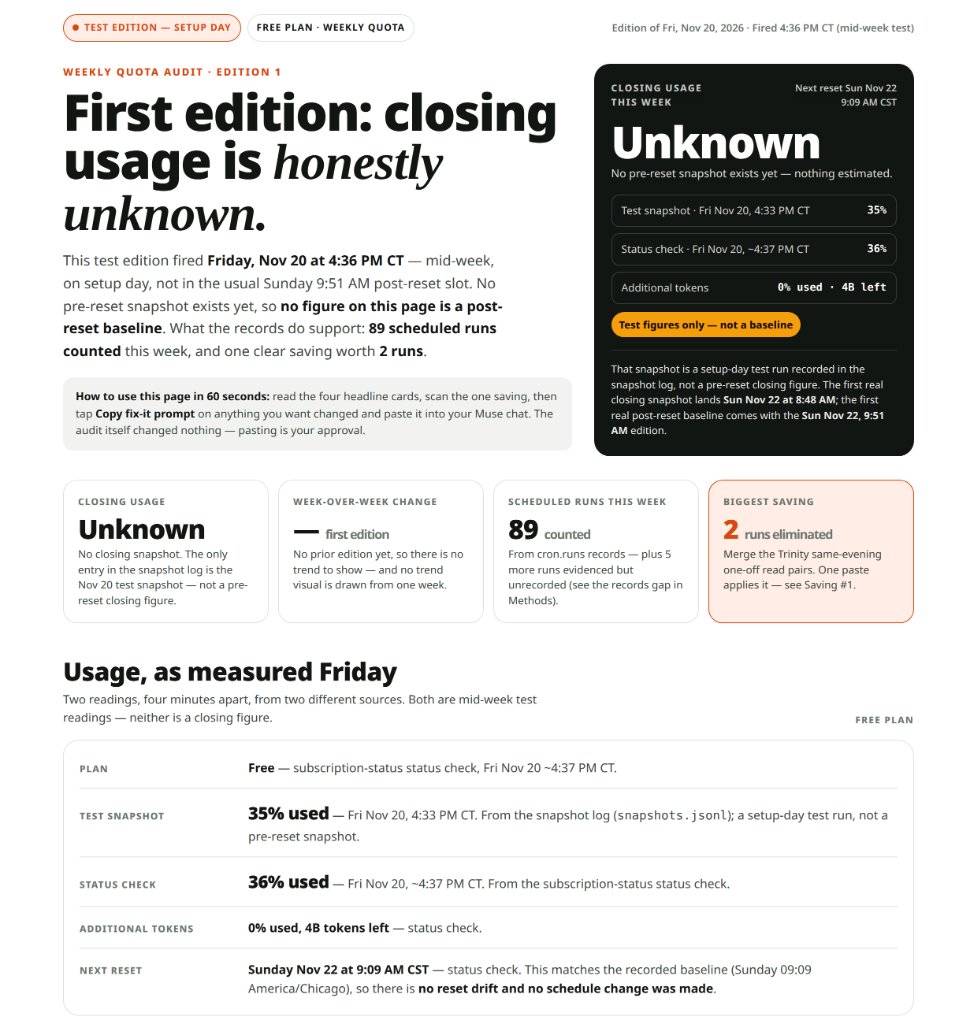 TEST EDITION — SETUP DAY
FREE PLAN · WEEKLY QUOTA
Edition of Fri, Nov 20, 2026 · Fired 4:36 PM CT (mid-week test)
WEEKLY QUOTA AUDIT · EDITION 1
First edition: closing
usage is honestly
unknown.
This test edition fired Friday, Nov 20 at 4:36 PM CT — mid-week,
on setup day, not in the usual Sunday 9:51 AM post-reset slot. No
pre-reset snapshot exists yet, so no figure on this page is a post-
reset baseline. What the records do support: 89 scheduled runs
counted this week, and one clear saving worth 2 runs.
How to use this page in 60 seconds: read the four headline cards, scan the one saving, then
tap Copy fix-it prompt on anything you want changed and paste it into your Muse chat. The
audit itself changed nothing — pasting is your approval.
CLOSING USAGE
THIS WEEK
Next reset Sun Nov 22
9:09 AM CST
Unknown
No pre-reset snapshot exists yet — nothing estimated.
Test snapshot · Fri Nov 20, 4:33 PM CT
35%
Status check · Fri Nov 20, ~4:37 PM CT
36%
Additional tokens
0% used · 4B left
Test figures only — not a baseline
That snapshot is a setup-day test run recorded in the
snapshot log, not a pre-reset closing figure. The first real
closing snapshot lands Sun Nov 22 at 8:48 AM; the first
real post-reset baseline comes with the Sun Nov 22, 9:51
AM edition.
CLOSING USAGE
Unknown
No closing snapshot. The only
entry in the snapshot log is the
Nov 20 test snapshot — not a pre-
reset closing figure.
WEEK-OVER-WEEK CHANGE
— first edition
No prior edition yet, so there is no
trend to show — and no trend
visual is drawn from one week.
SCHEDULED RUNS THIS WEEK
89 counted
From cron.runs records — plus 5
more runs evidenced but
unrecorded (see the records gap in
Methods).
BIGGEST SAVING
2 runs eliminated
Merge the Trinity same-evening
one-off read pairs. One paste
applies it — see Saving #1.
Usage, as measured Friday
Two readings, four minutes apart, from two different sources. Both are mid-week test
readings — neither is a closing figure.
FREE PLAN
PLAN
Free — subscription-status status check, Fri Nov 20 ~4:37 PM CT.
TEST SNAPSHOT
35% used — Fri Nov 20, 4:33 PM CT. From the snapshot log (snapshots.jsonl); a setup-day test run, not a
pre-reset snapshot.
STATUS CHECK
36% used — Fri Nov 20, ~4:37 PM CT. From the subscription-status status check.
ADDITIONAL TOKENS
0% used, 4B tokens left — status check.
NEXT RESET
Sunday Nov 22 at 9:09 AM CST — status check. This matches the recorded baseline (Sunday 09:09
America/Chicago), so there is no reset drift and no schedule change was made.